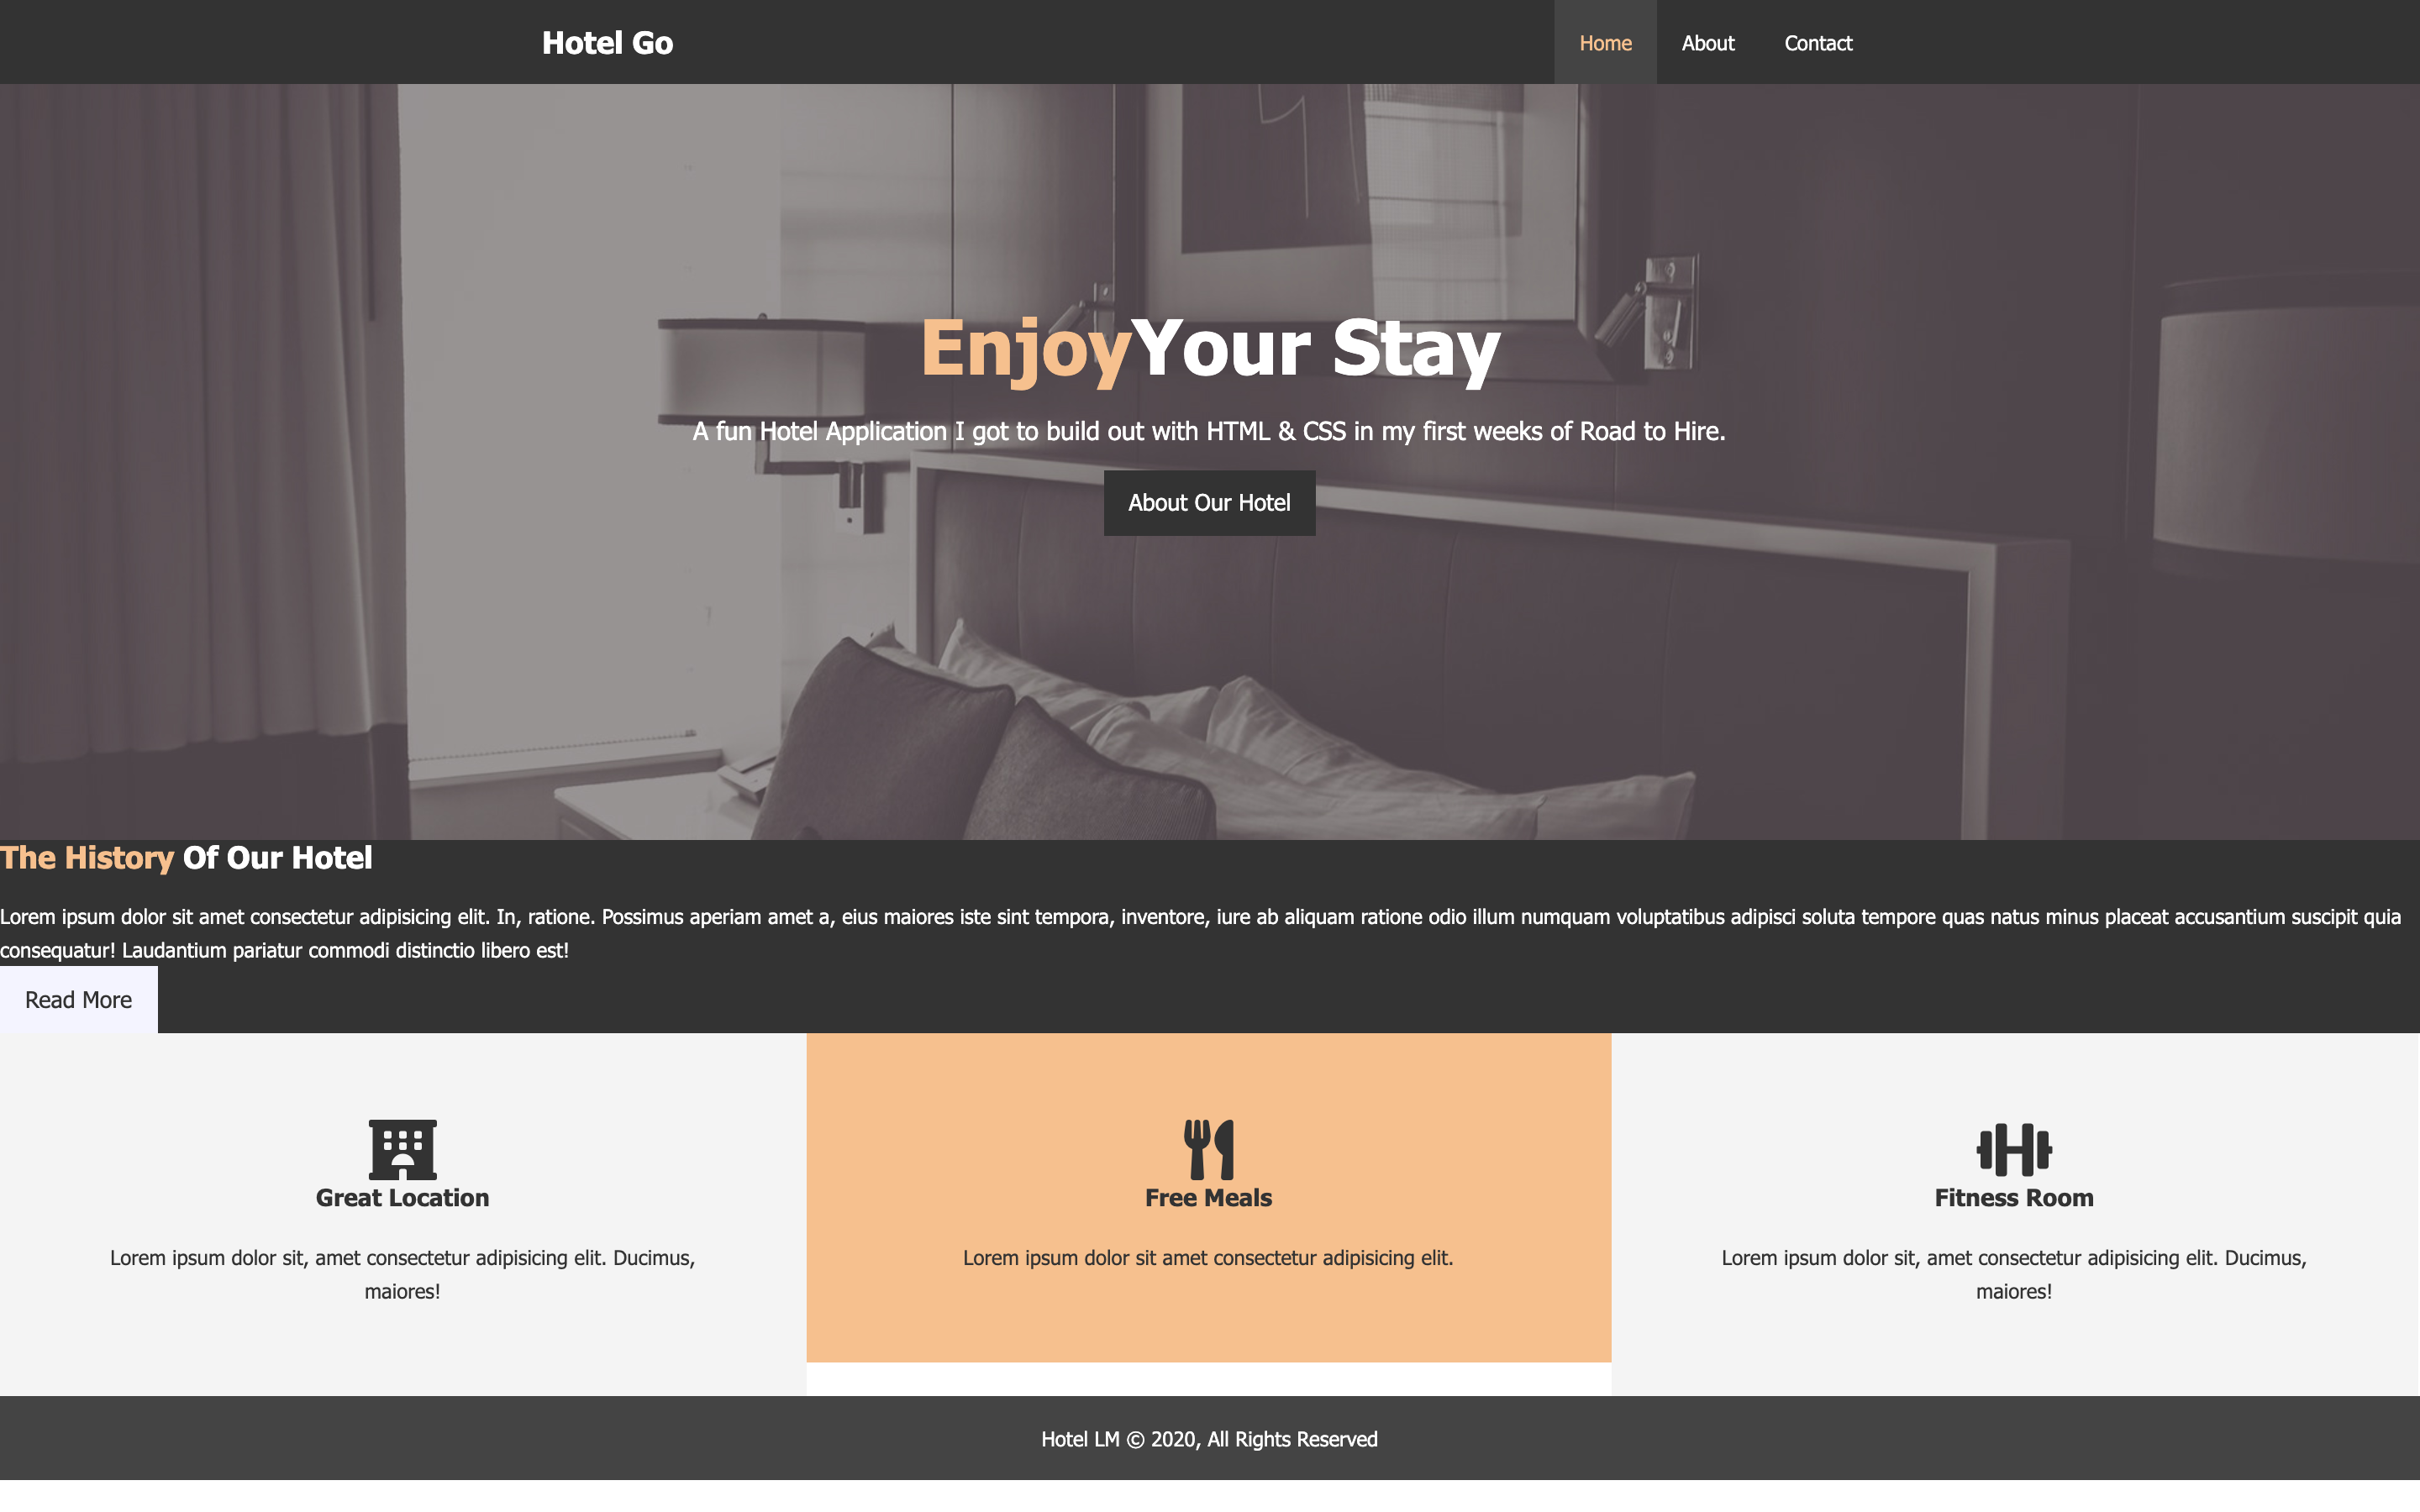 Hotel Go
Home About Contact
EnjoyYour Stay
A fun Hotel Application I got to build out with HTML & CSS in my first weeks of Road to Hire.
About Our Hotel
The History Of Our Hotel
Lorem ipsum dolor sit amet consectetur adipisicing elit. In, ratione. Possimus aperiam amet a, eius maiores iste sint tempora, inventore, iure ab aliquam ratione odio illum numquam voluptatibus adipisci soluta tempore quas natus minus placeat accusantium suscipit quia
consequatur! Laudantium pariatur commodi distinctio libero est!
Read More
Great Location
Lorem ipsum dolor sit, amet consectetur adipisicing elit. Ducimus,
maiores!
Free Meals
Lorem ipsum dolor sit amet consectetur adipisicing elit.
Fitness Room
Lorem ipsum dolor sit, amet consectetur adipisicing elit. Ducimus,
maiores!
Hotel LM © 2020, All Rights Reserved